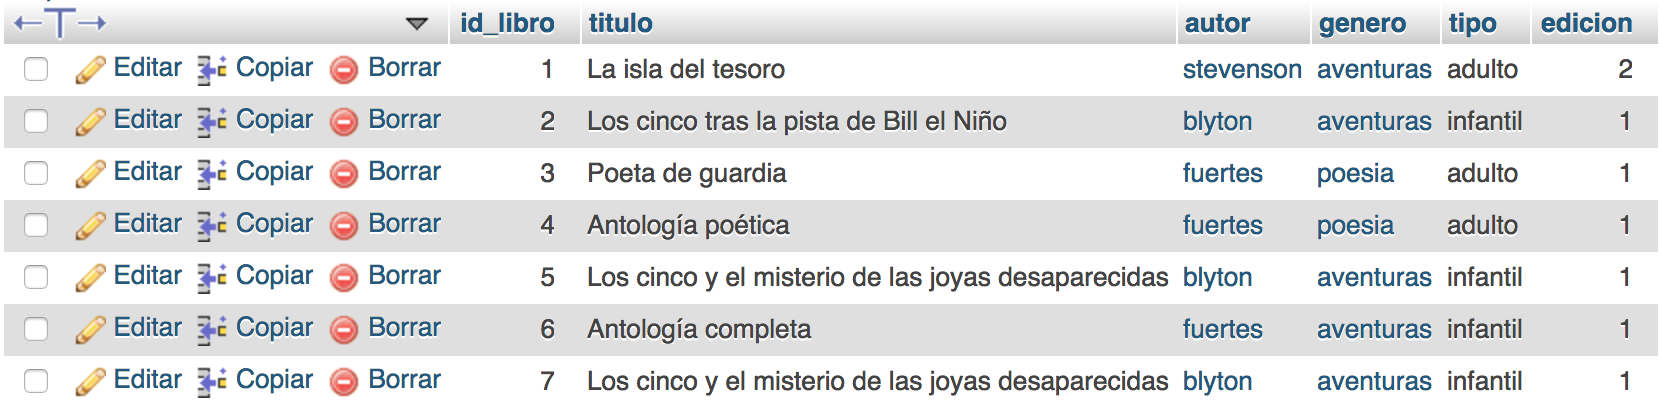 id_libro titulo autor genero tipo edicion
Editar Copiar Borrar 1 La isla del tesoro stevenson aventuras adulto 2
Editar Copiar Borrar 2 Los cinco tras la pista de Bill el Niño blyton aventuras infantil 1
Editar Copiar Borrar 3 Poeta de guardia fuertes poesia adulto 1
Editar Copiar Borrar 4 Antología poética fuertes poesia adulto 1
Editar Copiar Borrar 5 Los cinco y el misterio de las joyas desaparecidas blyton aventuras infantil 1
Editar Copiar Borrar 6 Antología completa fuertes aventuras infantil 1
Editar Copiar Borrar 7 Los cinco y el misterio de las joyas desaparecidas blyton aventuras infantil 1